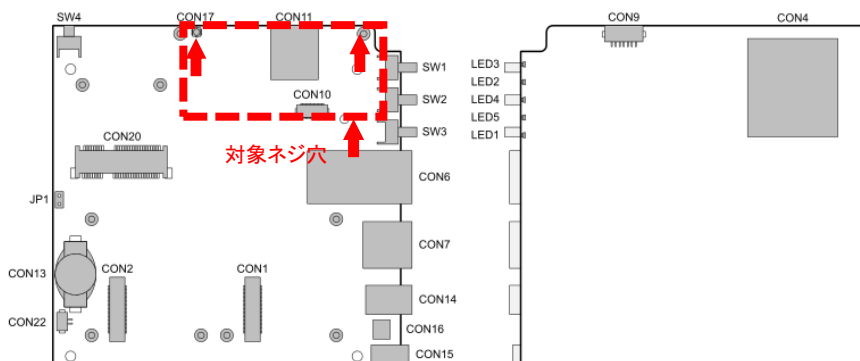 SW4
CON17
CON11
CON9
CON4
SW1
LED3
LED2
CON10
SW2
LED4
LED5
SW3
LED1
CON20
対象ネジ穴
CON6
JP1
CON7
CON13
CON2
CON1
CON14
CON22
CON16
CON15